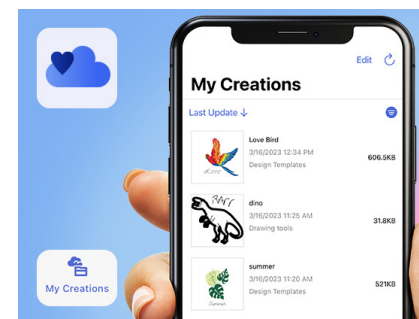 Edit
My Creations
Last Update ↓
Love Bird
3/16/2023 12:34 PM
606.5KB
Design Templates
RAFF
dino
3/16/2023 11:25 AM
31.8KB
Drawing tools
summer
3/16/2023 11:20 AM
521KB
Design Templates
Summer
My Creations